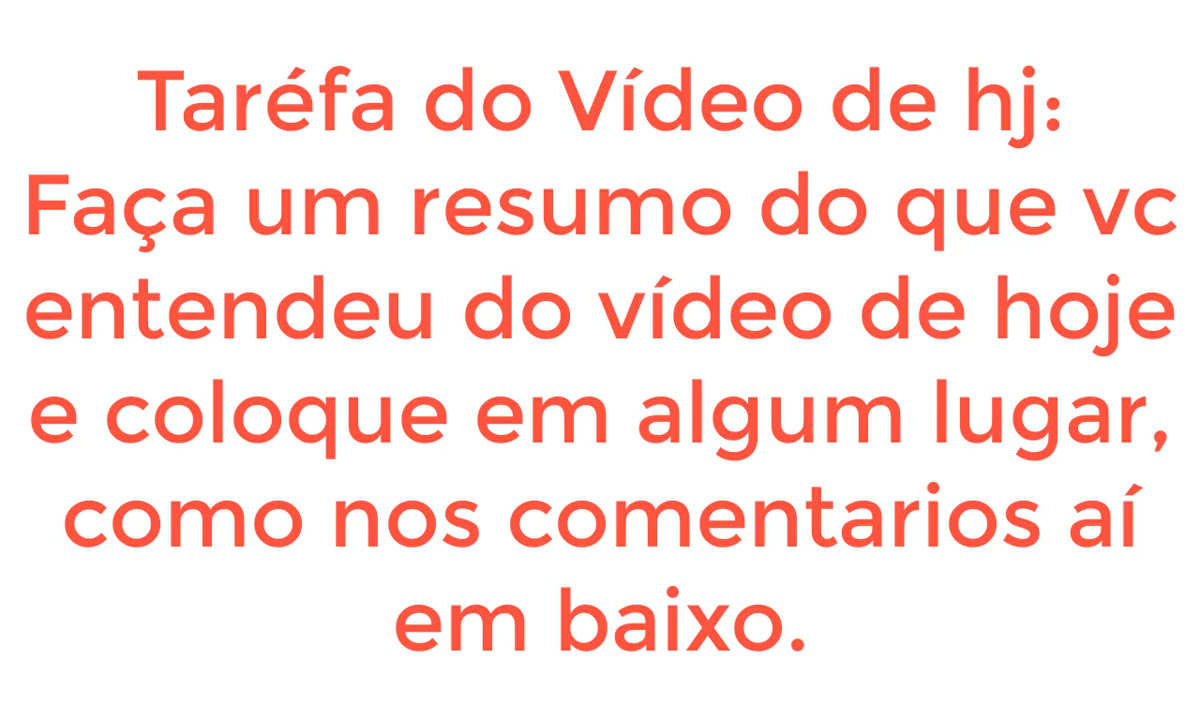 Taréfa do Vídeo de hj:
Faça um resumo do que vc
entendeu do vídeo de hoje
e coloque em algum lugar,
como nos comentarios aí
em baixo.